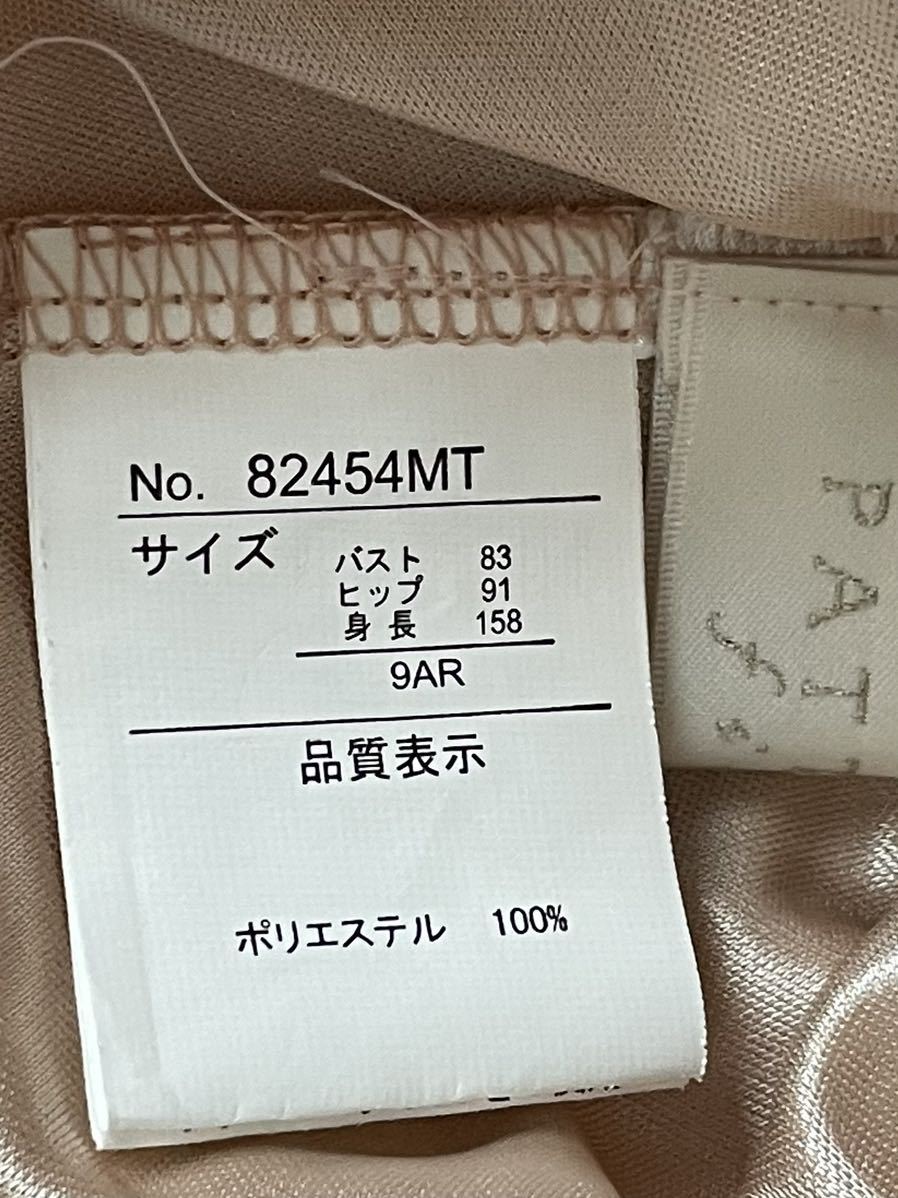 No. 82454MT
サイズ
バスト 83
ヒップ 91
身長 158
9AR
品質表示
ポリエステル 100%
PAT